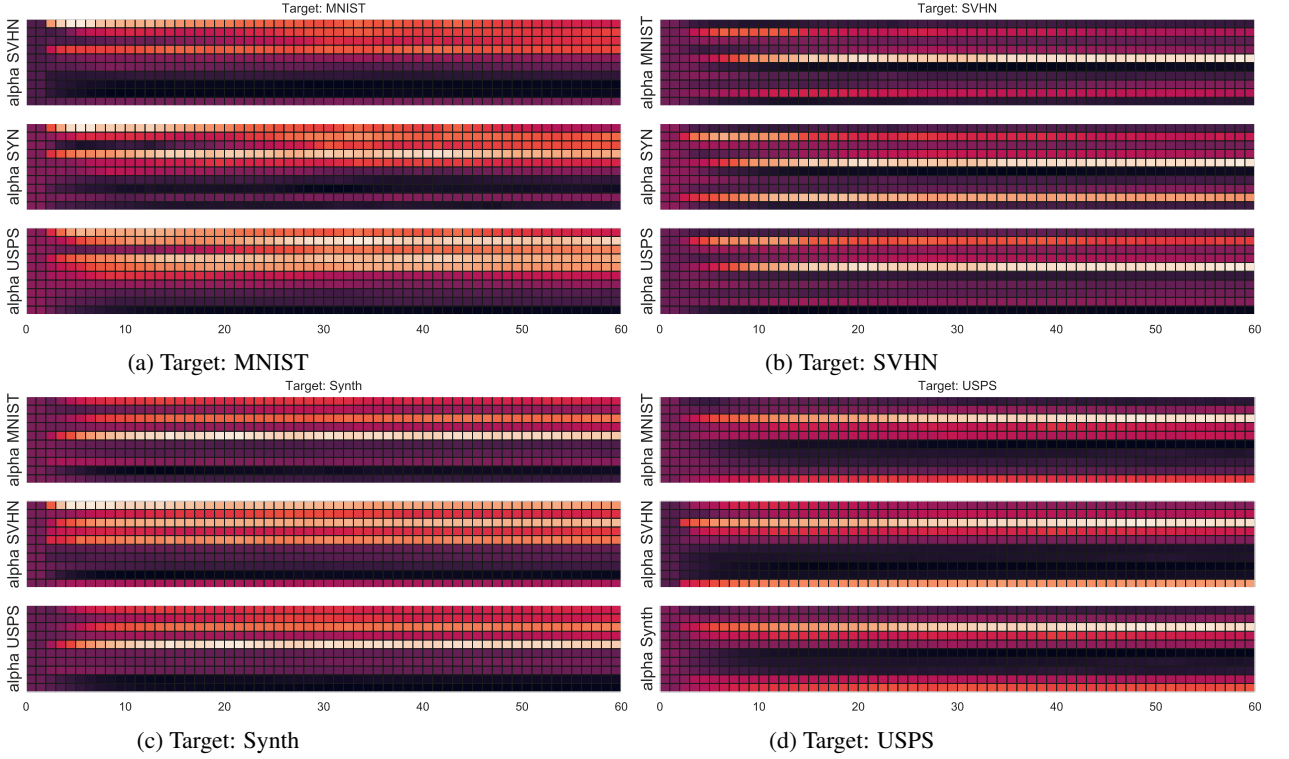 Target: MNIST
alpha SVHN
alpha SYN
alpha USPS
0 10 20 30 40 50 60
(a) Target: MNIST
Target: SVHN
alpha MNIST
alpha SYN
alpha USPS
0 10 20 30 40 50 60
(b) Target: SVHN
Target: Synth
alpha MNIST
alpha SVHN
alpha USPS
0 10 20 30 40 50 60
(c) Target: Synth
Target: USPS
alpha MNIST
alpha SVHN
alpha Synth
0 10 20 30 40 50 60
(d) Target: USPS